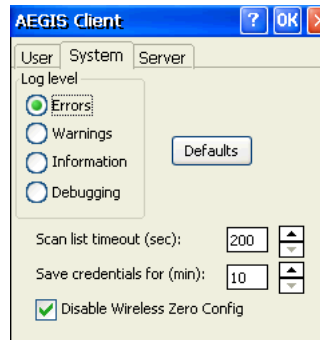 AEGIS Client ? OK X
User System Server
Log level
Errors
Warnings
Information
Debugging
Defaults
Scan list timeout (sec): 200
Save credentials for (min): 10
Disable Wireless Zero Config